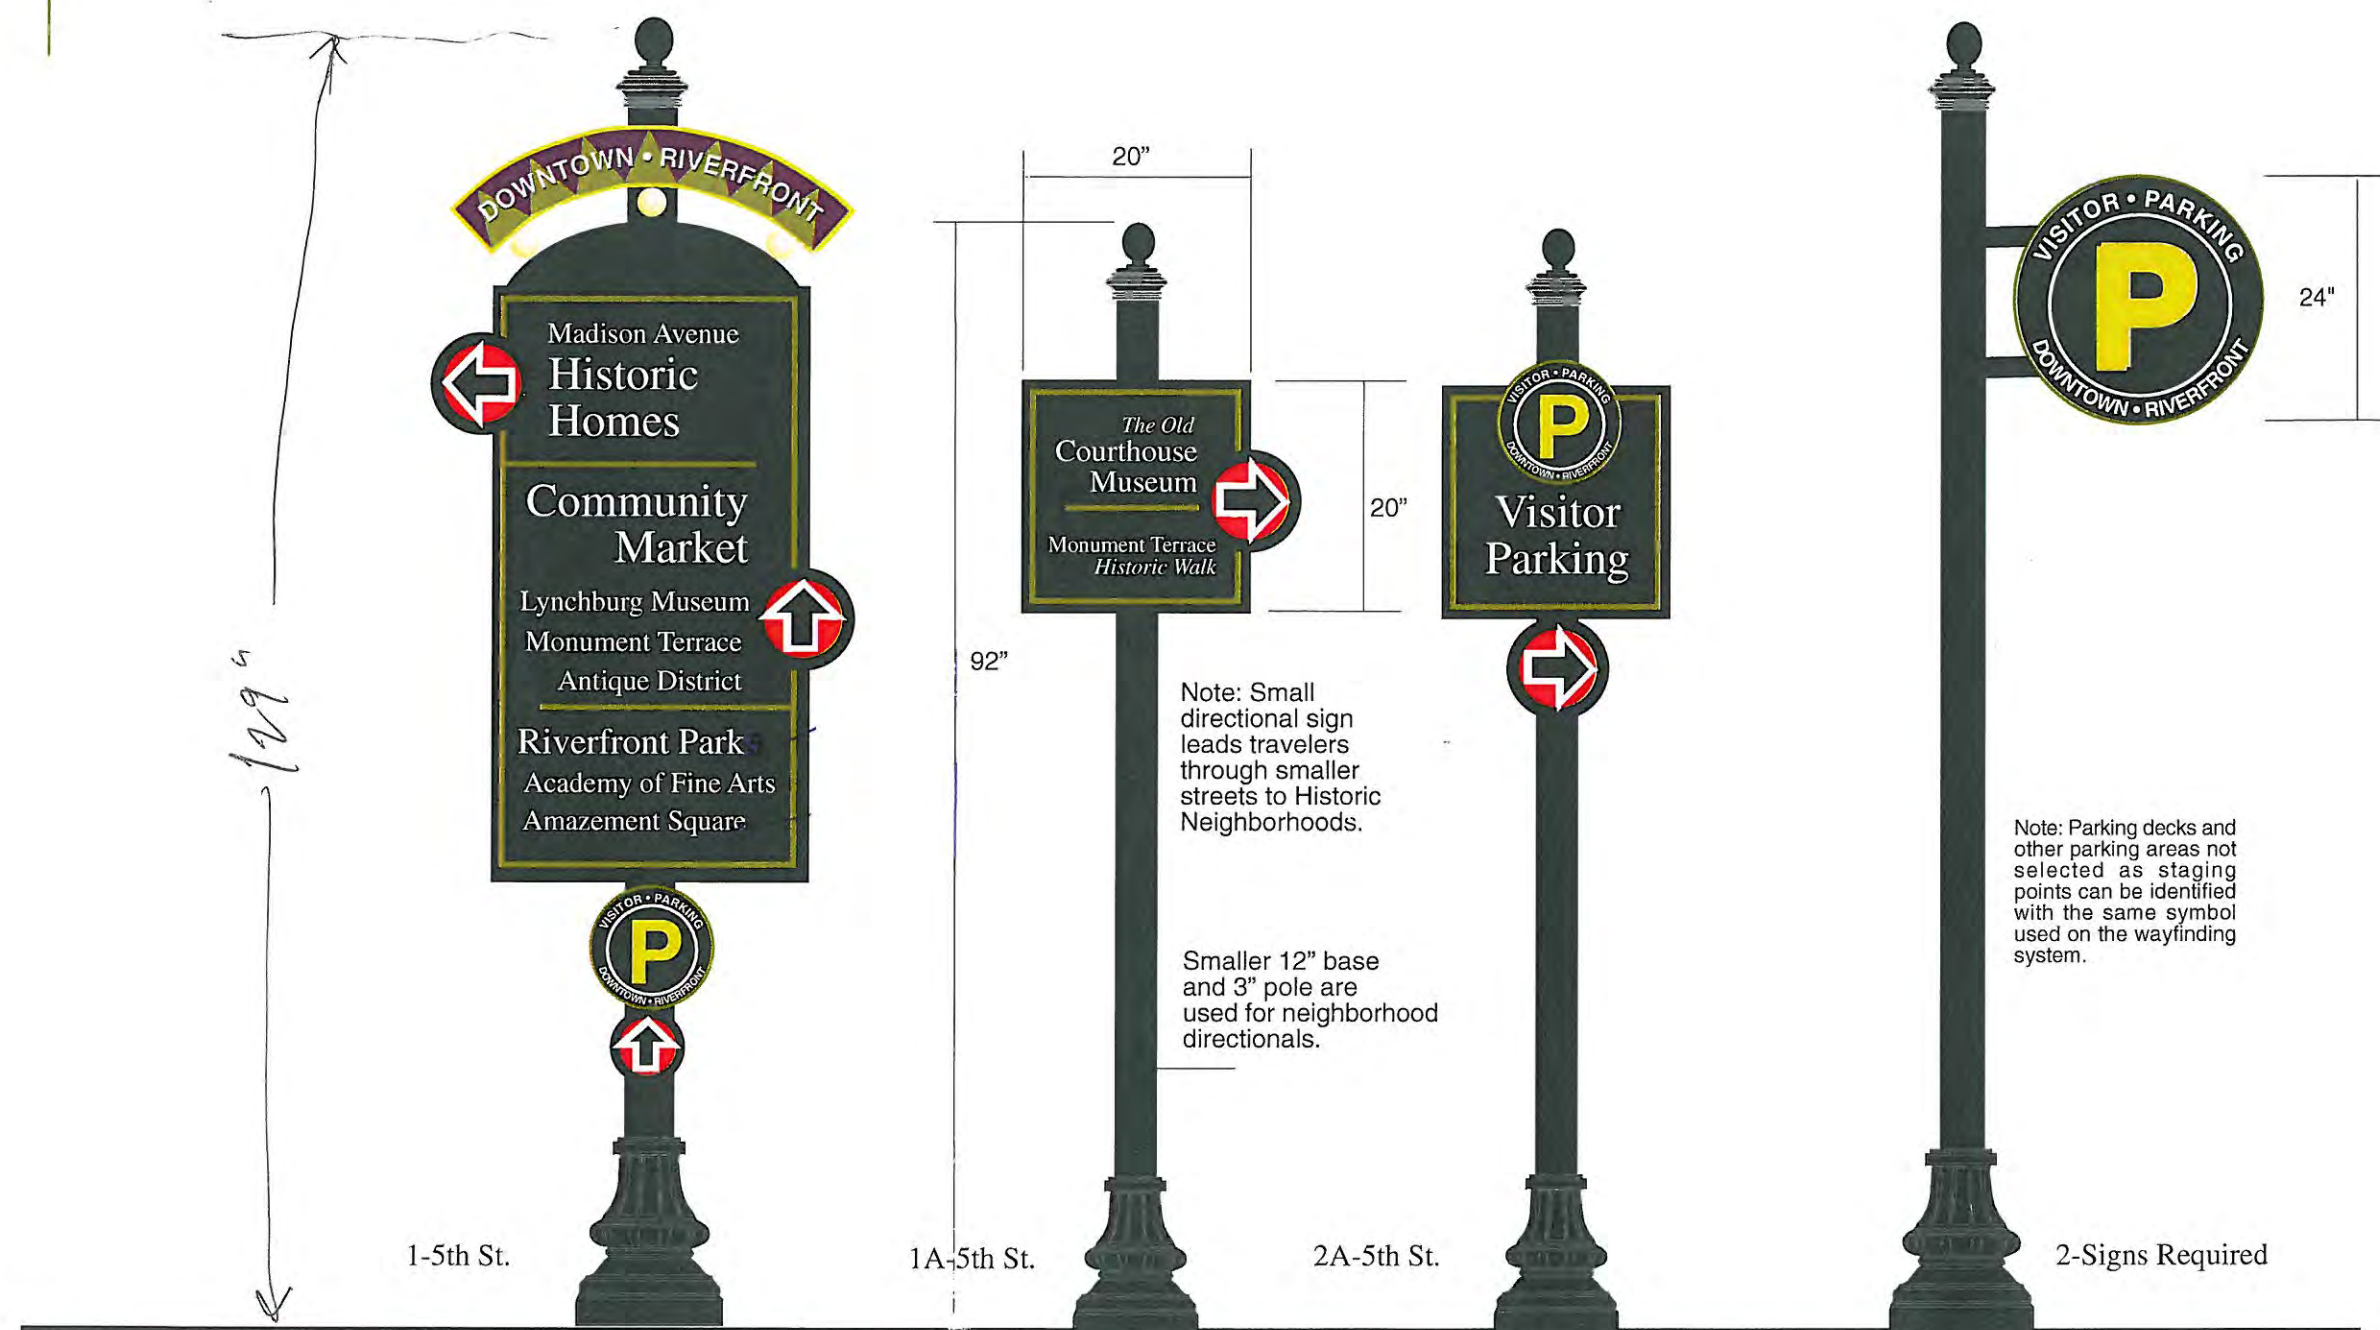 129"
DOWNTOWN • RIVERFRONT
Madison Avenue
Historic
Homes
Community
Market
Lynchburg Museum
Monument Terrace
Antique District
Riverfront Park
Academy of Fine Arts
Amazement Square
VISITOR • PARKING
P
DOWNTOWN • RIVERFRONT
1-5th St.
20”
92”
The Old
Courthouse
Museum
Monument Terrace
Historic Walk
20”
Note: Small
directional sign
leads travelers
through smaller
streets to Historic
Neighborhoods.
Smaller 12” base
and 3” pole are
used for neighborhood
directionals.
1A-5th St.
VISITOR • PARKING
P
DOWNTOWN • RIVERFRONT
Visitor
Parking
2A-5th St.
VISITOR • PARKING
P
DOWNTOWN • RIVERFRONT
24"
Note: Parking decks and
other parking areas not
selected as staging
points can be identified
with the same symbol
used on the wayfinding
system.
2-Signs Required